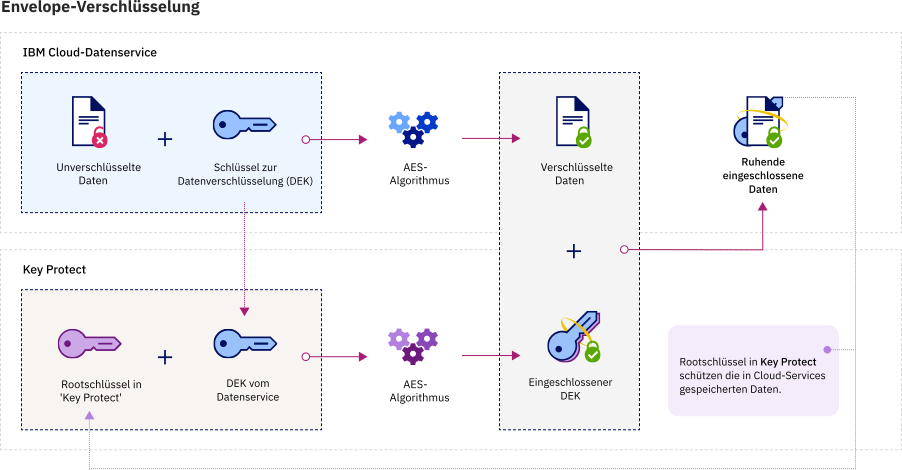 Envelope-Verschlüsselung
IBM Cloud-Datenservice
Unverschlüsselte
Daten
Schlüssel zur
Datenverschlüsselung (DEK)
AES-
Algorithmus
Verschlüsselte
Daten
Ruhende
eingeschlossene
Daten
Key Protect
Rootschlüssel in
'Key Protect'
DEK vom
Datenservice
AES-
Algorithmus
Eingeschlossener
DEK
Rootschlüssel in Key Protect
schützen die in Cloud-Services
gespeicherten Daten.